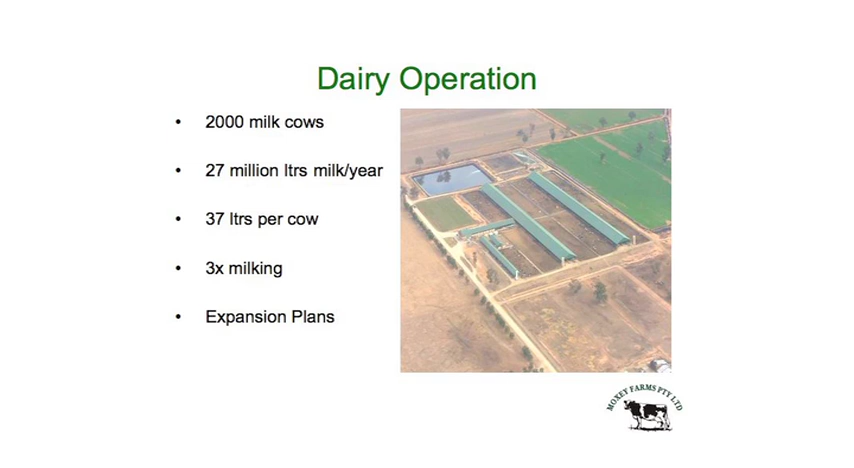 Dairy Operation
• 2000 milk cows
• 27 million ltrs milk/year
• 37 ltrs per cow
• 3x milking
• Expansion Plans
MOXEY FARMS PTY LTD